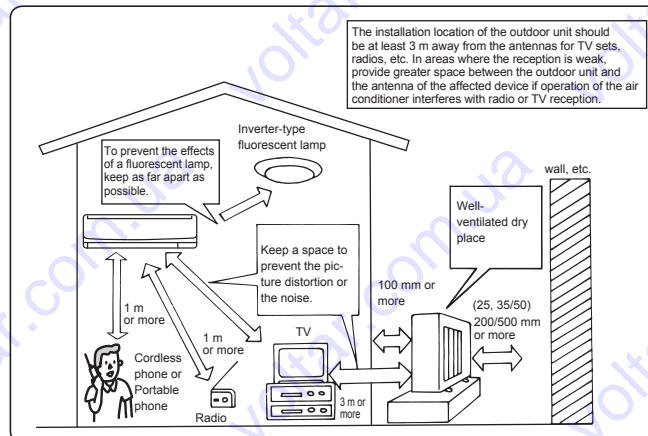 The installation location of the outdoor unit should
be at least 3 m away from the antennas for TV sets,
radios, etc. In areas where the reception is weak,
provide greater space between the outdoor unit and
the antenna of the affected device if operation of the air
conditioner interferes with radio or TV reception.
Inverter-type
fluorescent lamp
To prevent the effects
of a fluorescent lamp,
keep as far apart as
possible.
wall, etc.
Well-
ventilated dry
place
Keep a space to
prevent the pic-
ture distortion or
the noise.
100 mm or
more
(25, 35/50)
200/500 mm
or more
1 m
or more
1 m
or more
TV
Cordless
phone or
Portable
phone
Radio
3 m or
more
voltar.com.ua